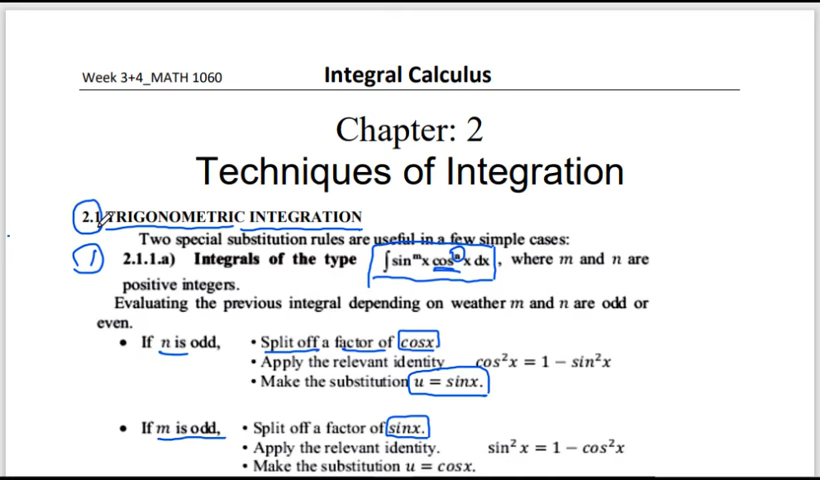 Week 3+4_MATH 1060 Integral Calculus
Chapter: 2
Techniques of Integration
2.1 TRIGONOMETRIC INTEGRATION
Two special substitution rules are useful in a few simple cases:
1 2.1.1.a) Integrals of the type ∫ sinᵐx cosⁿx dx , where m and n are
positive integers.
Evaluating the previous integral depending on weather m and n are odd or
even.
• If n is odd, • Split off a factor of cosx.
• Apply the relevant identity cos²x = 1 − sin²x
• Make the substitution u = sinx.
• If m is odd, • Split off a factor of sinx.
• Apply the relevant identity. sin²x = 1 − cos²x
• Make the substitution u = cosx.